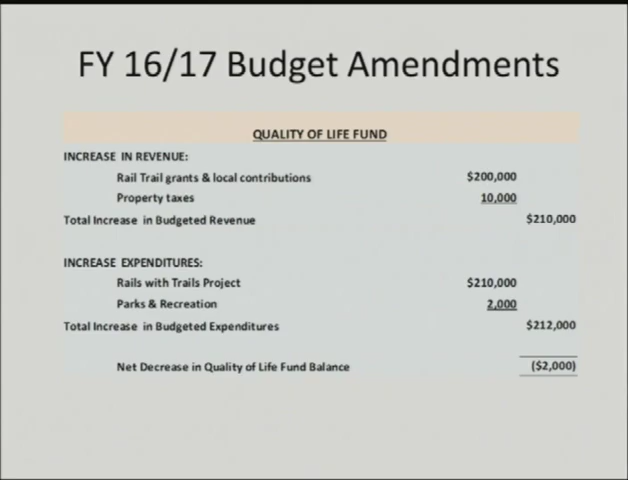 FY 16/17 Budget Amendments
QUALITY OF LIFE FUND
INCREASE IN REVENUE:
Rail Trail grants & local contributions $200,000
Property taxes 10,000
Total Increase in Budgeted Revenue $210,000
INCREASE EXPENDITURES:
Rails with Trails Project $210,000
Parks & Recreation 2,000
Total Increase in Budgeted Expenditures $212,000
Net Decrease in Quality of Life Fund Balance ($2,000)